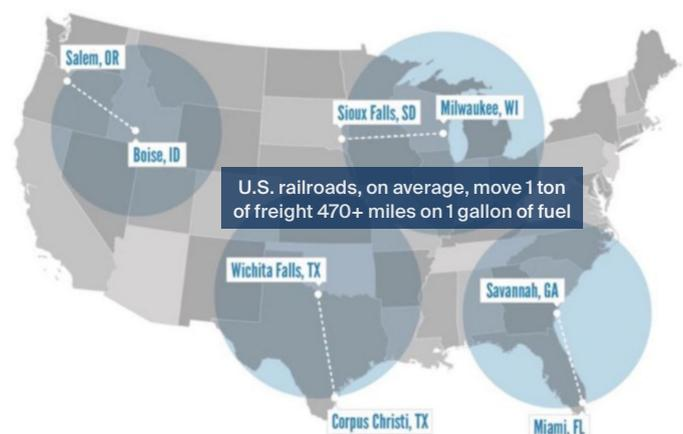 Salem, OR
Boise, ID
Sioux Falls, SD
Milwaukee, WI
U.S. railroads, on average, move 1 ton
of freight 470+ miles on 1 gallon of fuel
Wichita Falls, TX
Savannah, GA
Corpus Christi, TX
Miami, FL